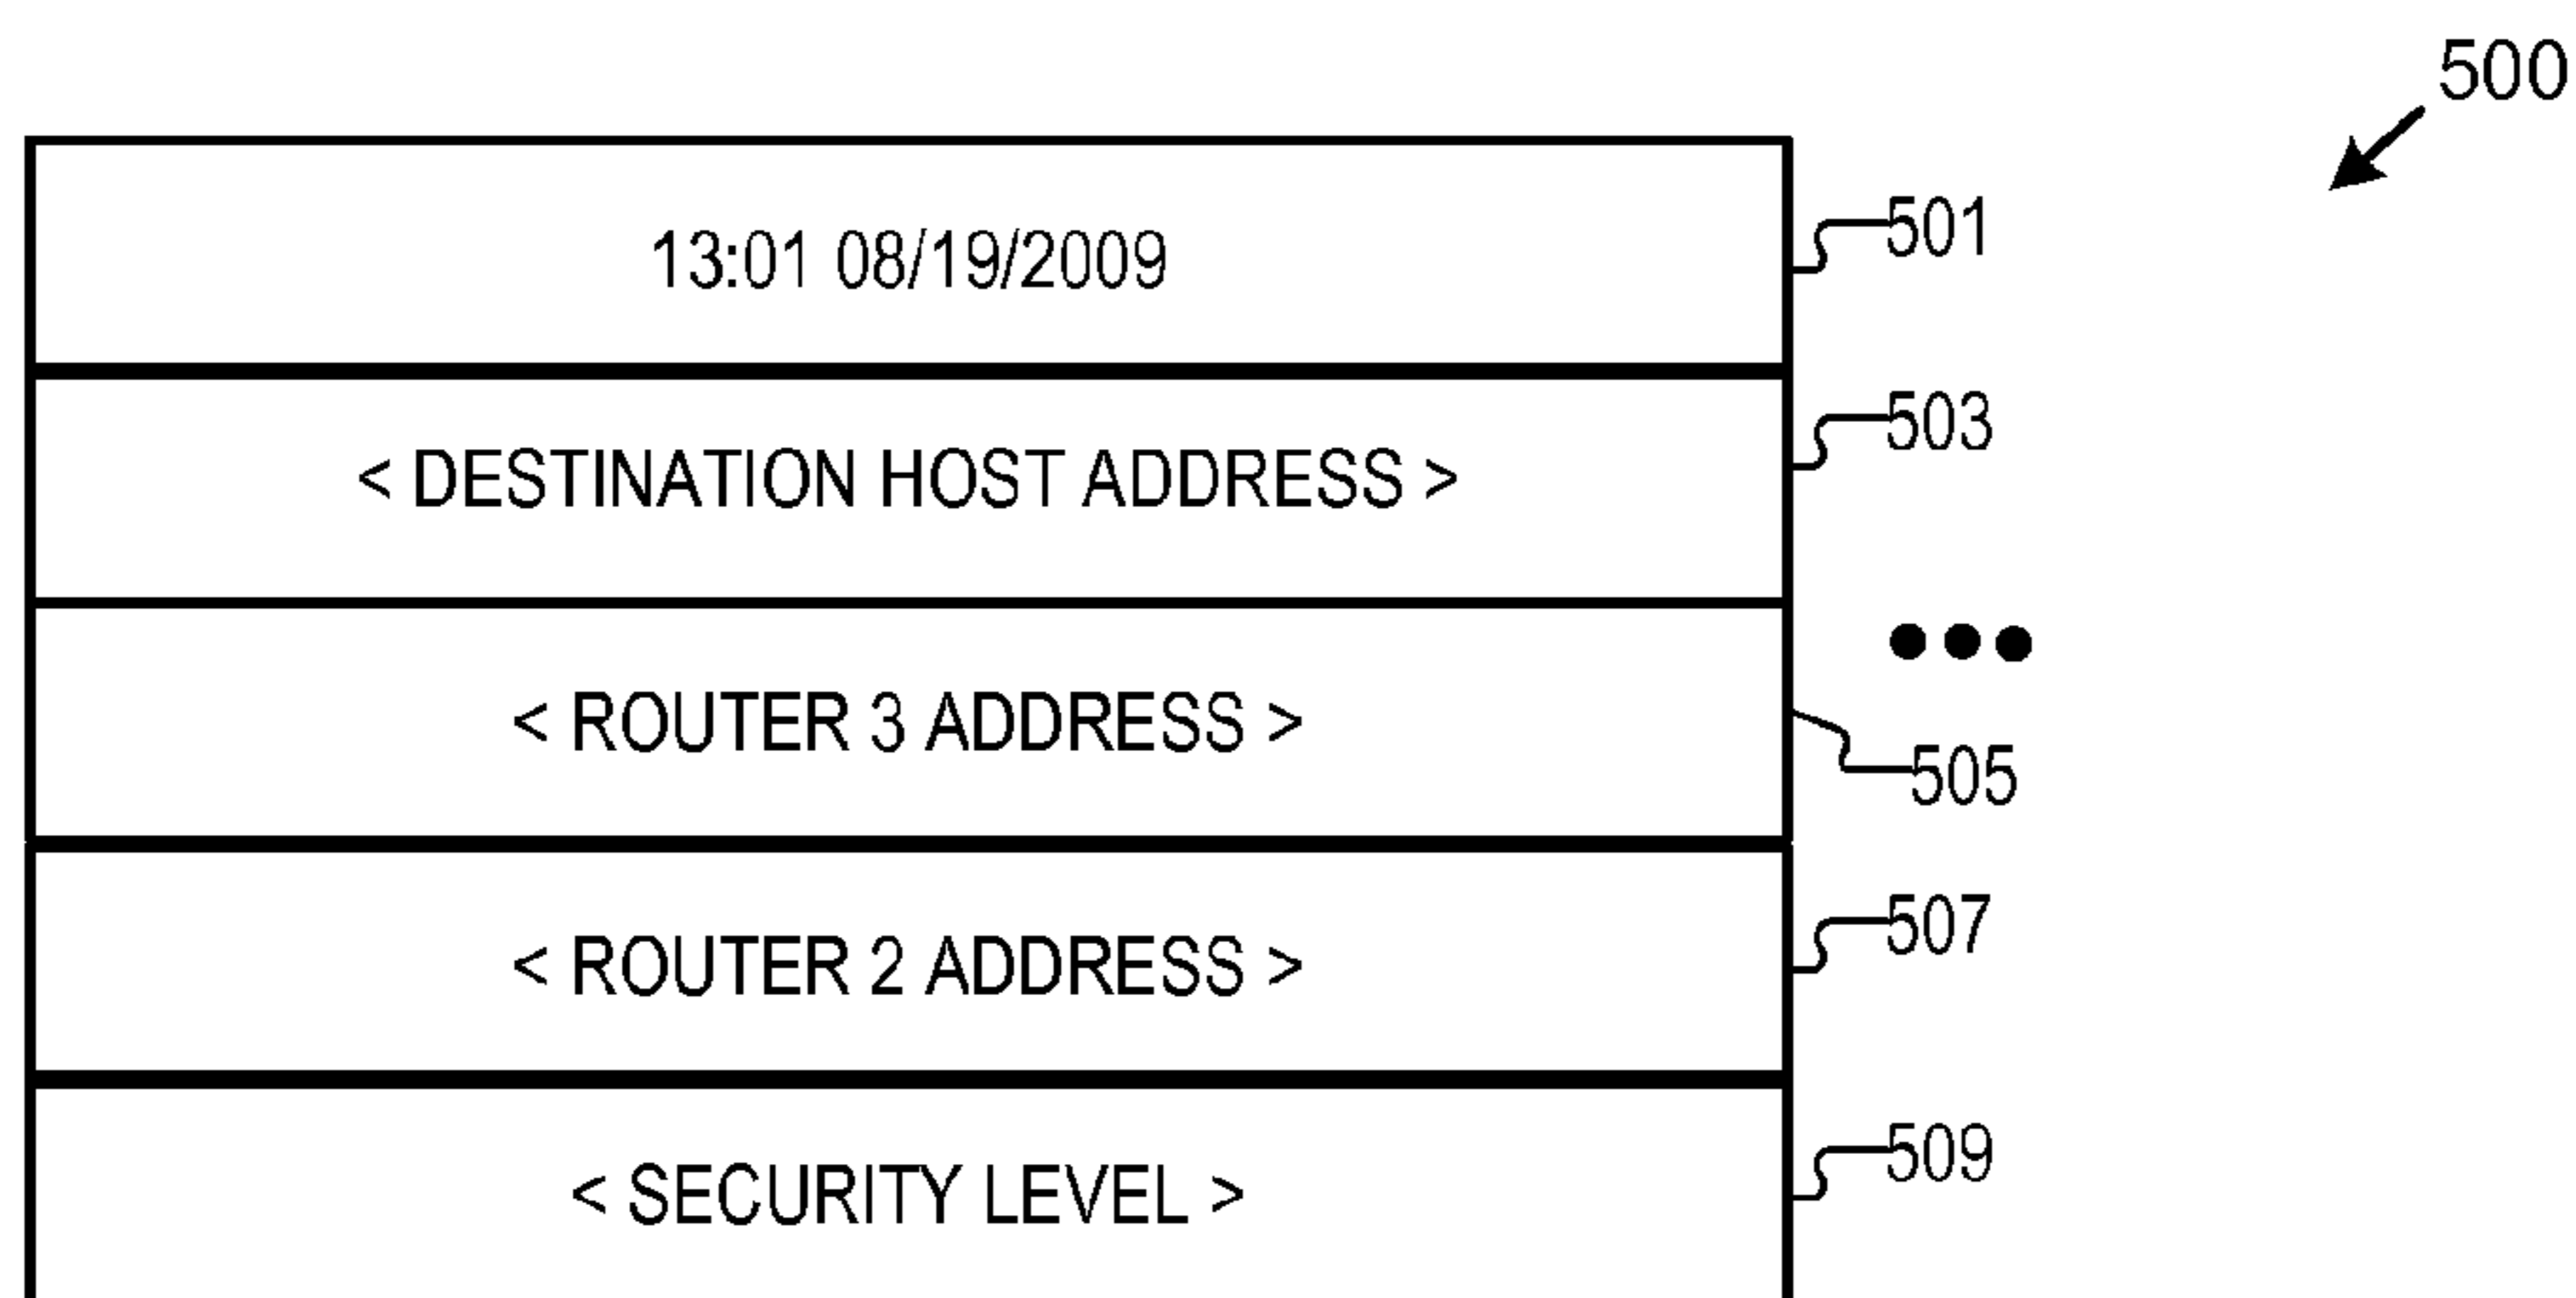 500
13:01 08/19/2009
501
< DESTINATION HOST ADDRESS >
503
< ROUTER 3 ADDRESS >
505
< ROUTER 2 ADDRESS >
507
< SECURITY LEVEL >
509